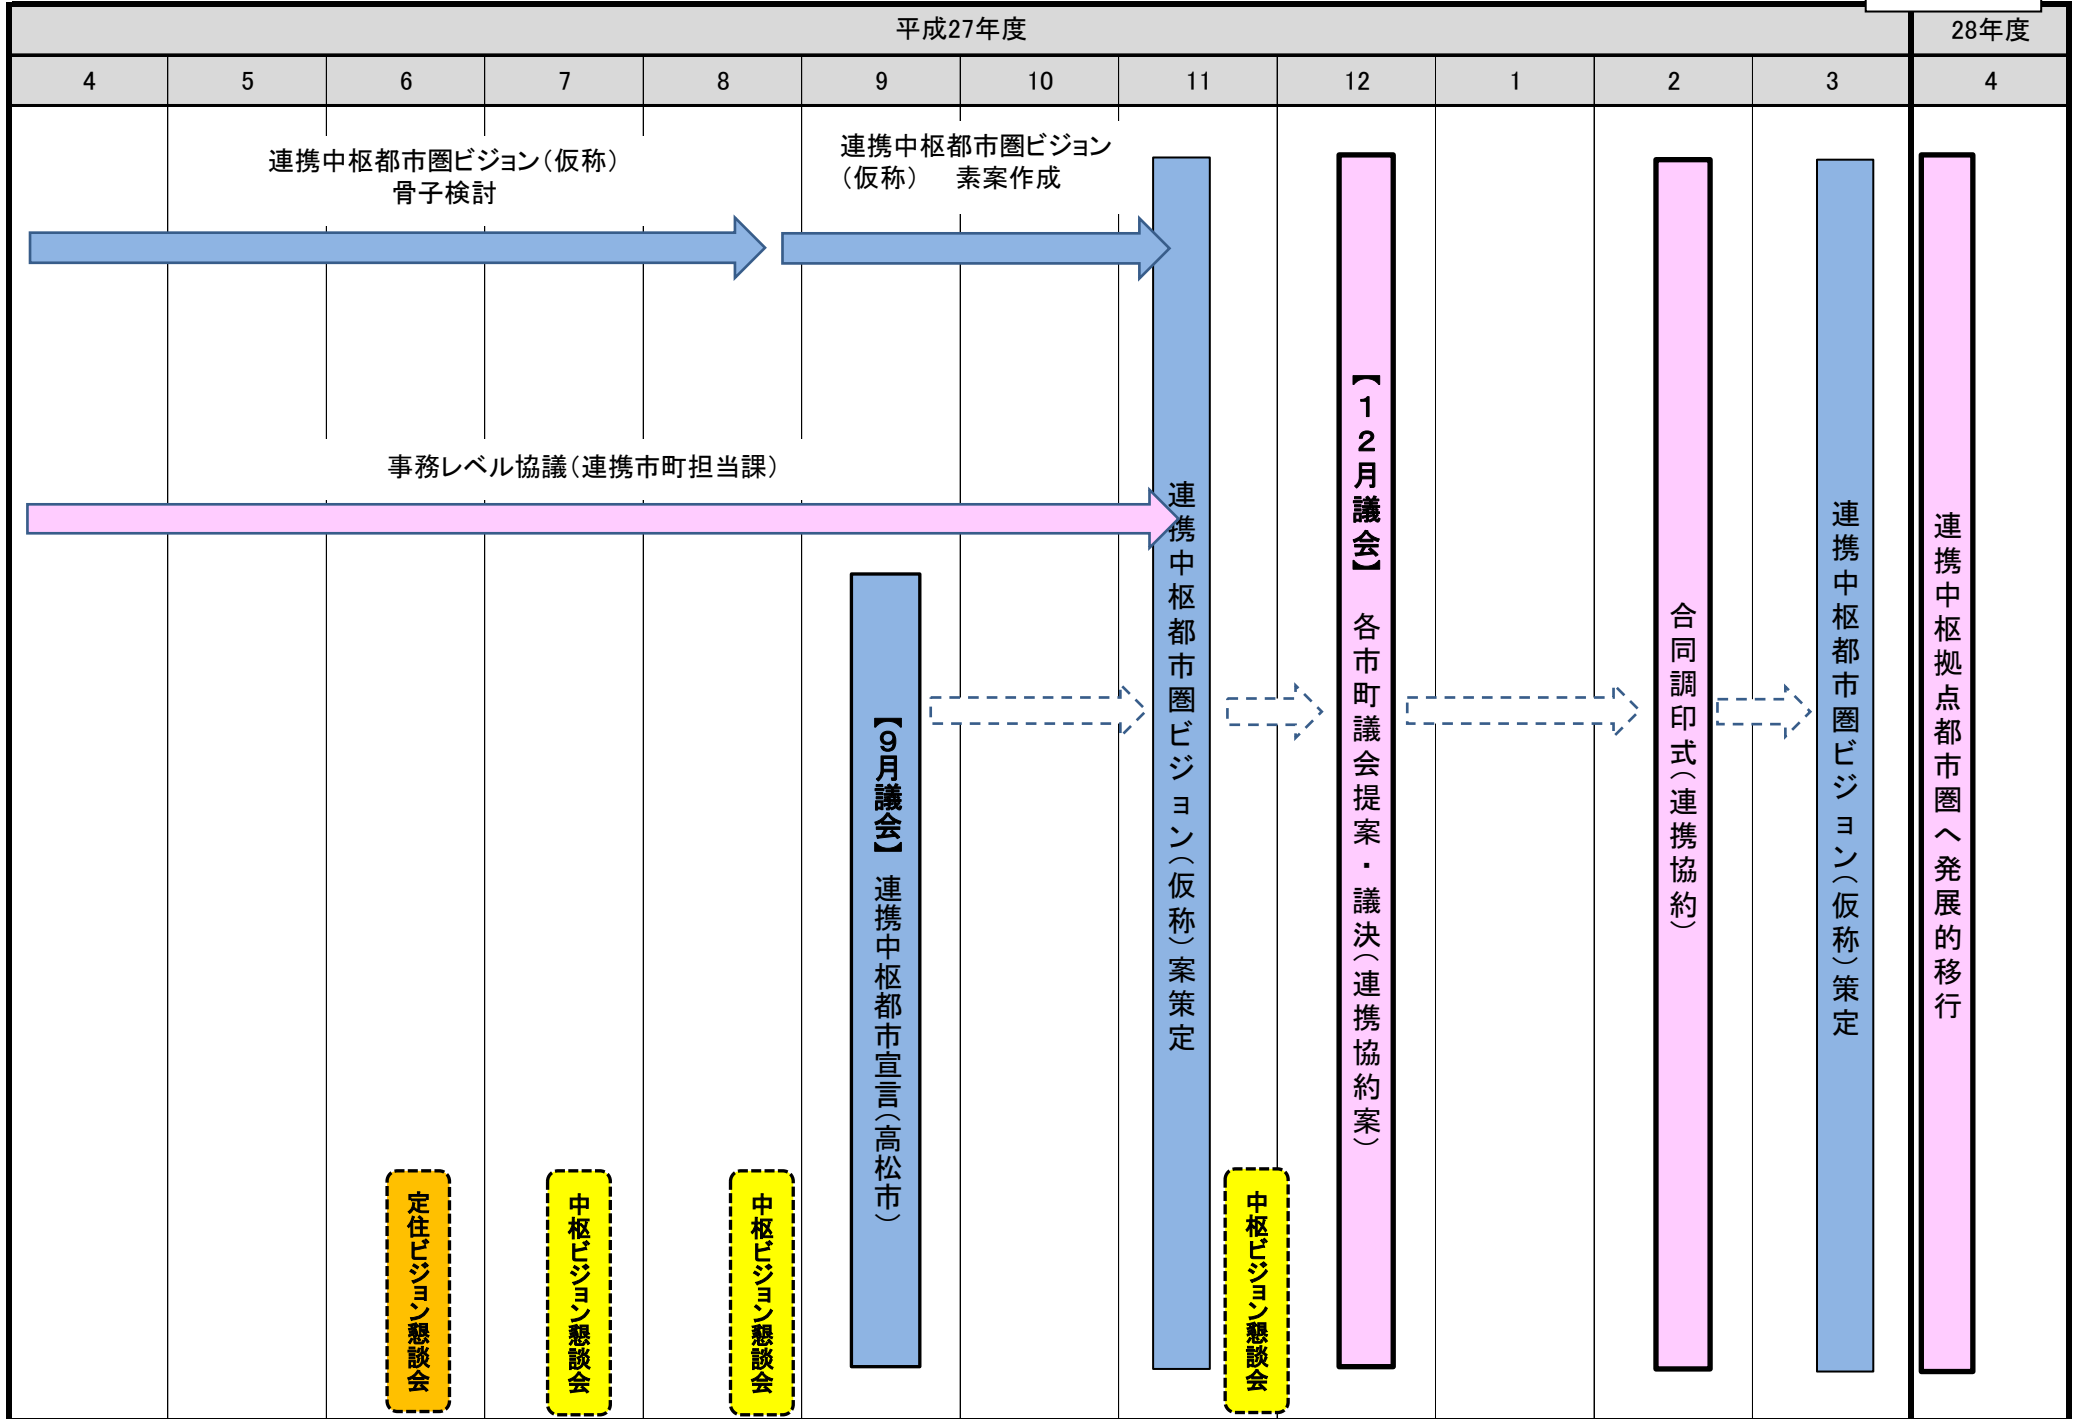 平成27年度
28年度
4
5
6
7
8
9
10
11
12
1
2
3
4
連携中枢都市圏ビジョン(仮称)
骨子検討
連携中枢都市圏ビジョン
(仮称)　素案作成
事務レベル協議(連携市町担当課)
定住ビジョン懇談会
中枢ビジョン懇談会
中枢ビジョン懇談会
【9月議会】 連携中枢都市宣言(高松市)
連携中枢都市圏ビジョン(仮称)案策定
中枢ビジョン懇談会
【12月議会】　各市町議会提案・議決(連携協約案)
合同調印式(連携協約)
連携中枢都市圏ビジョン(仮称)策定
連携中枢拠点都市圏へ発展的移行